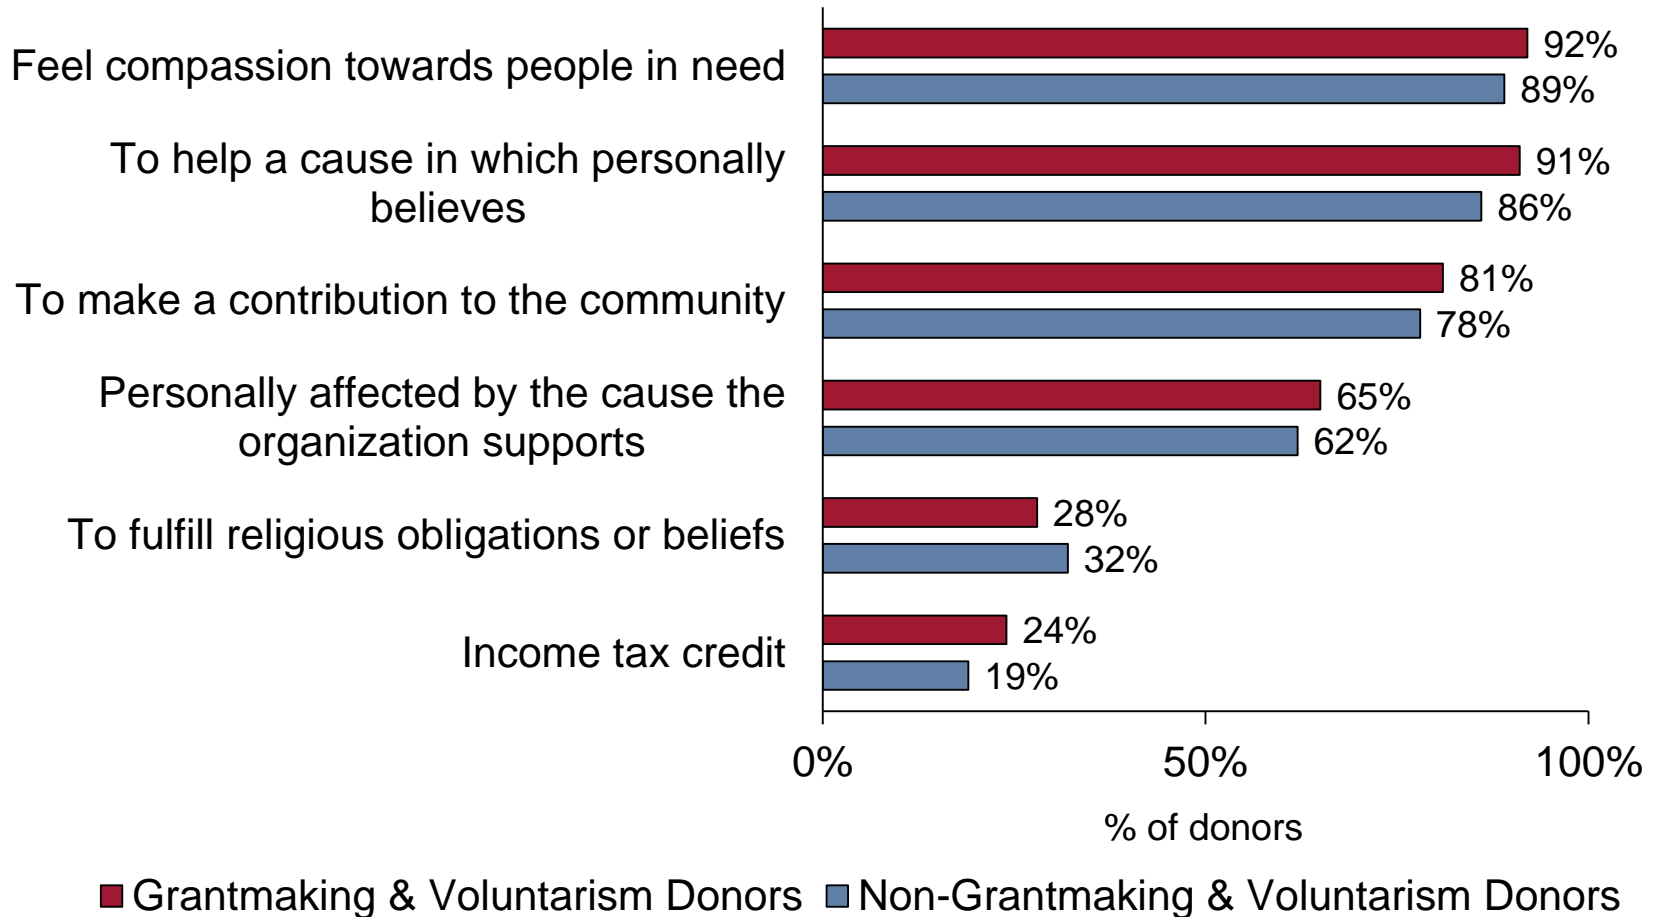 Feel compassion towards people in need
92%
89%
To help a cause in which personally
believes
91%
86%
To make a contribution to the community
81%
78%
Personally affected by the cause the
organization supports
65%
62%
To fulfill religious obligations or beliefs
28%
32%
Income tax credit
24%
19%
0% 50% 100%
% of donors
Grantmaking & Voluntarism Donors Non-Grantmaking & Voluntarism Donors